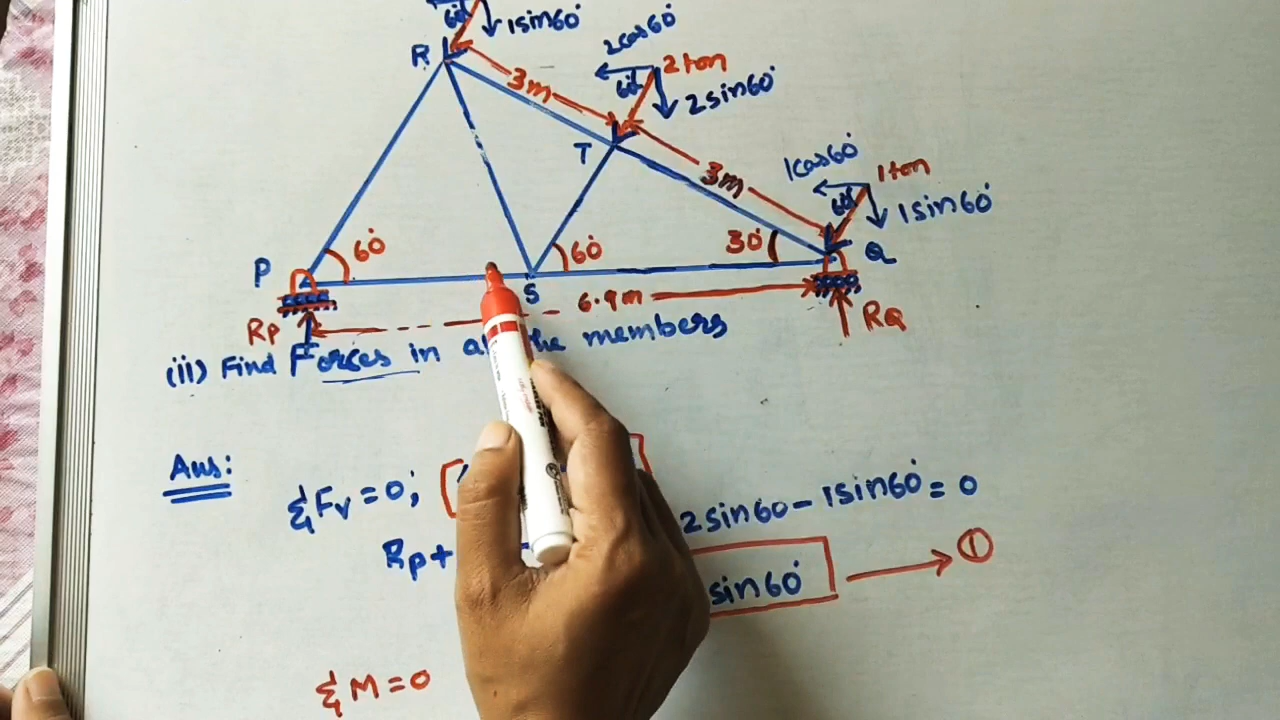 60°
1sin60°
R
3m
2cos60°
60°
2ton
2sin60°
T
3m
1cos60°
60°
1ton
1sin60°
P
60°
S
60°
30°
Q
6.9m
RP
RQ
(ii) Find Forces in the members
Ans:
ΣFv=0;
2sin60-1sin60°=0
Rp+
sin60°
①
ΣM=0